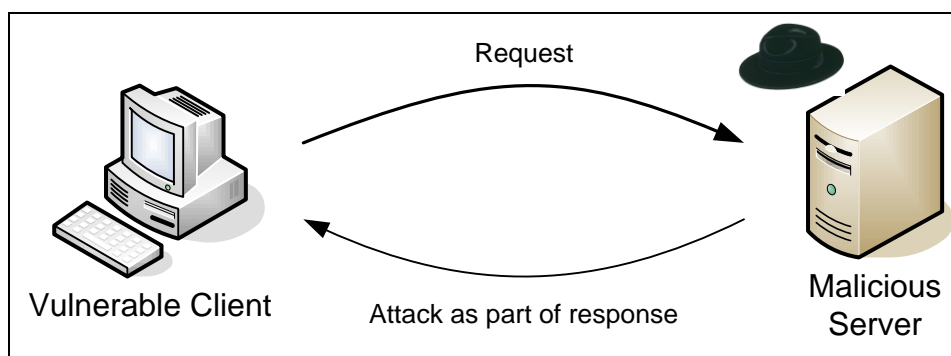 Request
Vulnerable Client
Attack as part of response
Malicious
Server